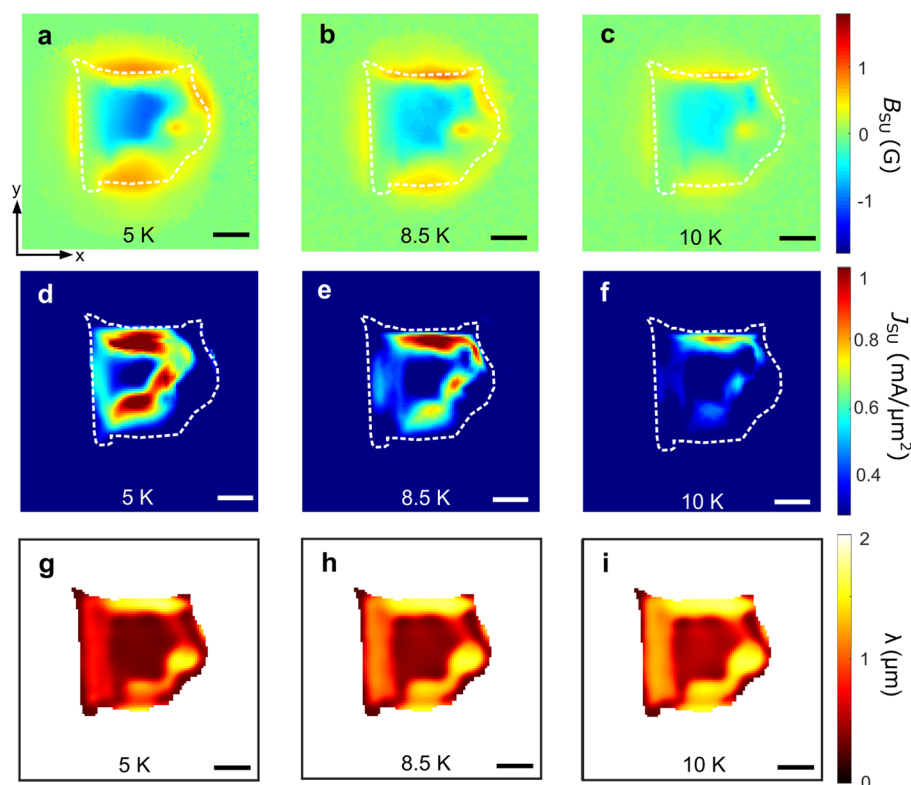 a
b
c
y
x
5 K
8.5 K
10 K
1
0
-1
B_SU (G)
d
e
f
5 K
8.5 K
10 K
1
0.8
0.6
0.4
J_SU (mA/μm²)
g
h
i
5 K
8.5 K
10 K
2
1
0
λ (μm)